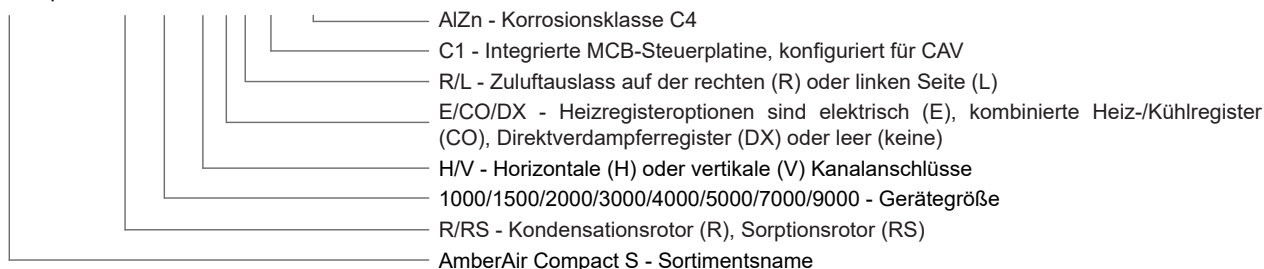 AlZn - Korrosionsklasse C4
C1 - Integrierte MCB-Steuerplatine, konfiguriert für CAV
R/L - Zuluftauslass auf der rechten (R) oder linken Seite (L)
E/CO/DX - Heizregisteroptionen sind elektrisch (E), kombinierte Heiz-/Kühlregister
(CO), Direktverdampferregister (DX) oder leer (keine)
H/V - Horizontale (H) oder vertikale (V) Kanalanschlüsse
1000/1500/2000/3000/4000/5000/7000/9000 - Gerätegröße
R/RS - Kondensationsrotor (R), Sorptionsrotor (RS)
AmberAir Compact S - Sortimentsname